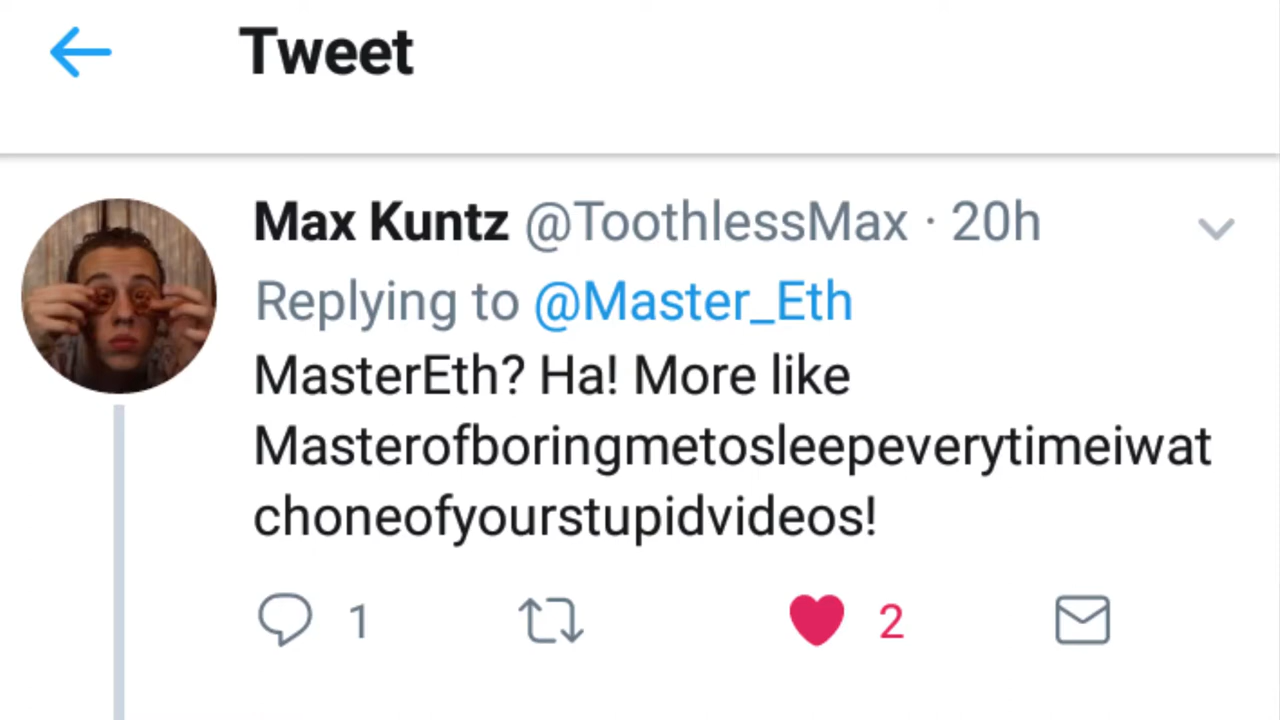 Tweet
Max Kuntz @ToothlessMax · 20h
Replying to @Master_Eth
MasterEth? Ha! More like
Masterofboringmetosleepeverytimeiwat
choneofyourstupidvideos!
1 2